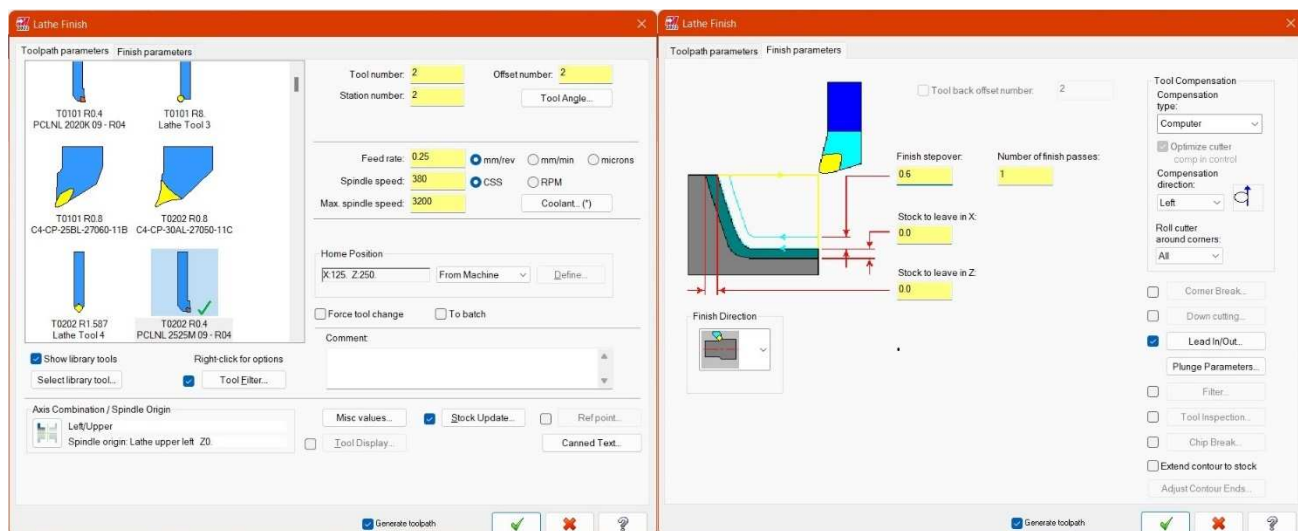 Lathe Finish
Toolpath parameters Finish parameters
T0101 R0.4
PCLNL 2020K 09 - R04
T0101 R8.
Lathe Tool 3
T0101 R0.8
C4-CP-25BL-27060-11B
T0202 R0.8
C4-CP-30AL-27050-11C
T0202 R1.587
Lathe Tool 4
T0202 R0.4
PCLNL 2525M 09 - R04
Show library tools
Right-click for options
Select library tool...
Tool Filter...
Axis Combination / Spindle Origin
Left/Upper
Spindle origin: Lathe upper left Z0.
Tool number: 2
Offset number: 2
Station number: 2
Tool Angle...
Feed rate: 0.25
mm/rev mm/min microns
Spindle speed: 380
CSS RPM
Max. spindle speed: 3200
Coolant... (*)
Home Position
X:125. Z:250.
From Machine
Define...
Force tool change
To batch
Comment:
Misc values...
Stock Update...
Ref point...
Tool Display...
Canned Text...
Generate toolpath
Lathe Finish
Toolpath parameters Finish parameters
Tool back offset number: 2
Finish stepover:
0.6
Number of finish passes:
1
Stock to leave in X:
0.0
Stock to leave in Z:
0.0
Finish Direction
Tool Compensation
Compensation
type:
Computer
Optimize cutter
comp in control
Compensation
direction:
Left
Roll cutter
around corners:
All
Corner Break...
Down cutting...
Lead In/Out...
Plunge Parameters...
Filter...
Tool Inspection...
Chip Break...
Extend contour to stock
Adjust Contour Ends...
Generate toolpath